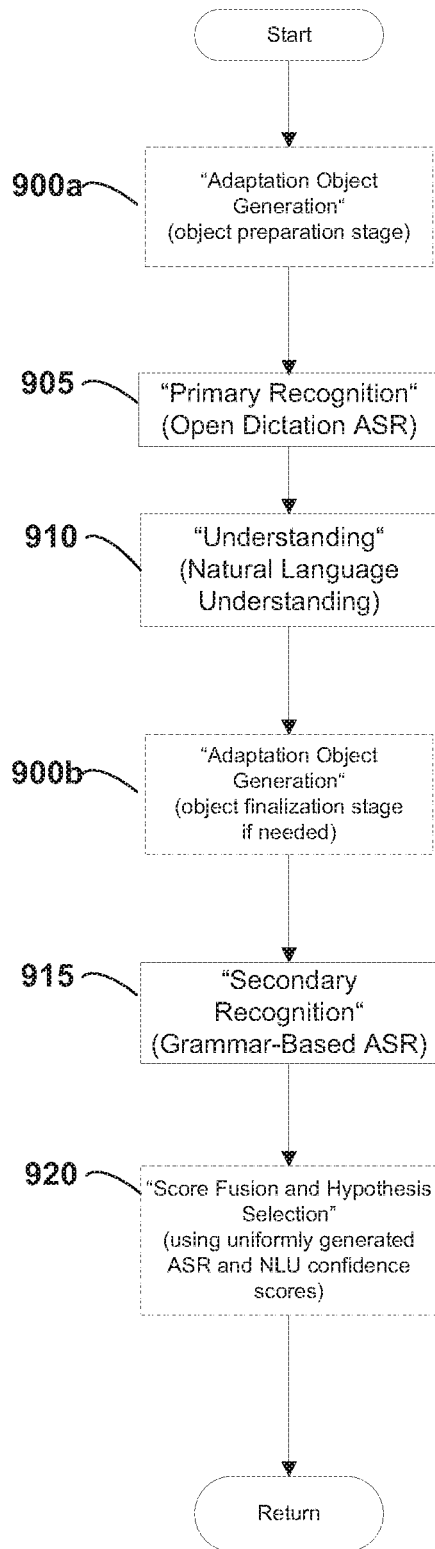 Start
900a
“Adaptation Object
Generation“
(object preparation stage)
905
“Primary Recognition“
(Open Dictation ASR)
910
“Understanding“
(Natural Language
Understanding)
900b
“Adaptation Object
Generation“
(object finalization stage
if needed)
915
“Secondary
Recognition“
(Grammar-Based ASR)
920
“Score Fusion and Hypothesis
Selection”
(using uniformly generated
ASR and NLU confidence
scores)
Return